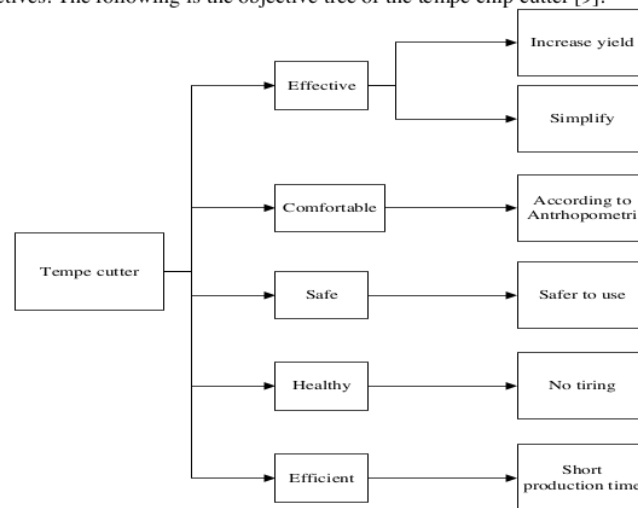 ctives. The following is the objective tree of the tempe chip cutter [9].
Increase yield
Effective
Simplify
According to
Antrhopometri
Comfortable
Tempe cutter
Safe
Safer to use
Healthy
No tiring
Efficient
Short
production time